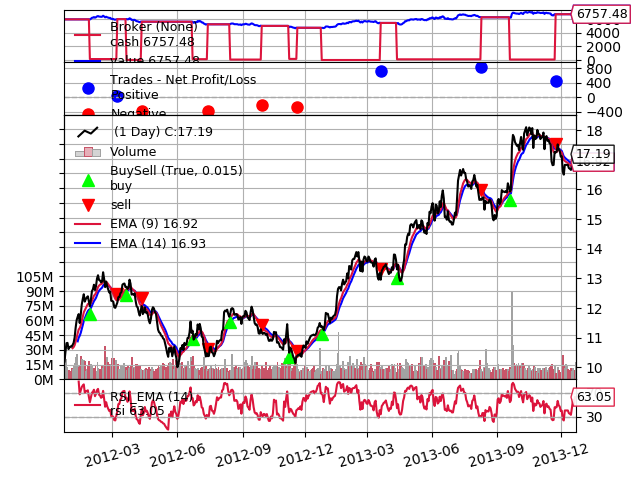 Broker (None)
cash 6757.48
value 6757.48
6757.48
4000
2000
0
Trades - Net Profit/Loss
Positive
Negative
800
400
0
−400
(1 Day) C:17.19
Volume
BuySell (True, 0.015)
buy
sell
EMA (9) 16.92
EMA (14) 16.93
18
17.19
16.92
16
15
14
13
12
11
10
105M
90M
75M
60M
45M
30M
15M
0M
RSI_EMA (14)
rsi 63.05
63.05
30
2012-03
2012-06
2012-09
2012-12
2013-03
2013-06
2013-09
2013-12